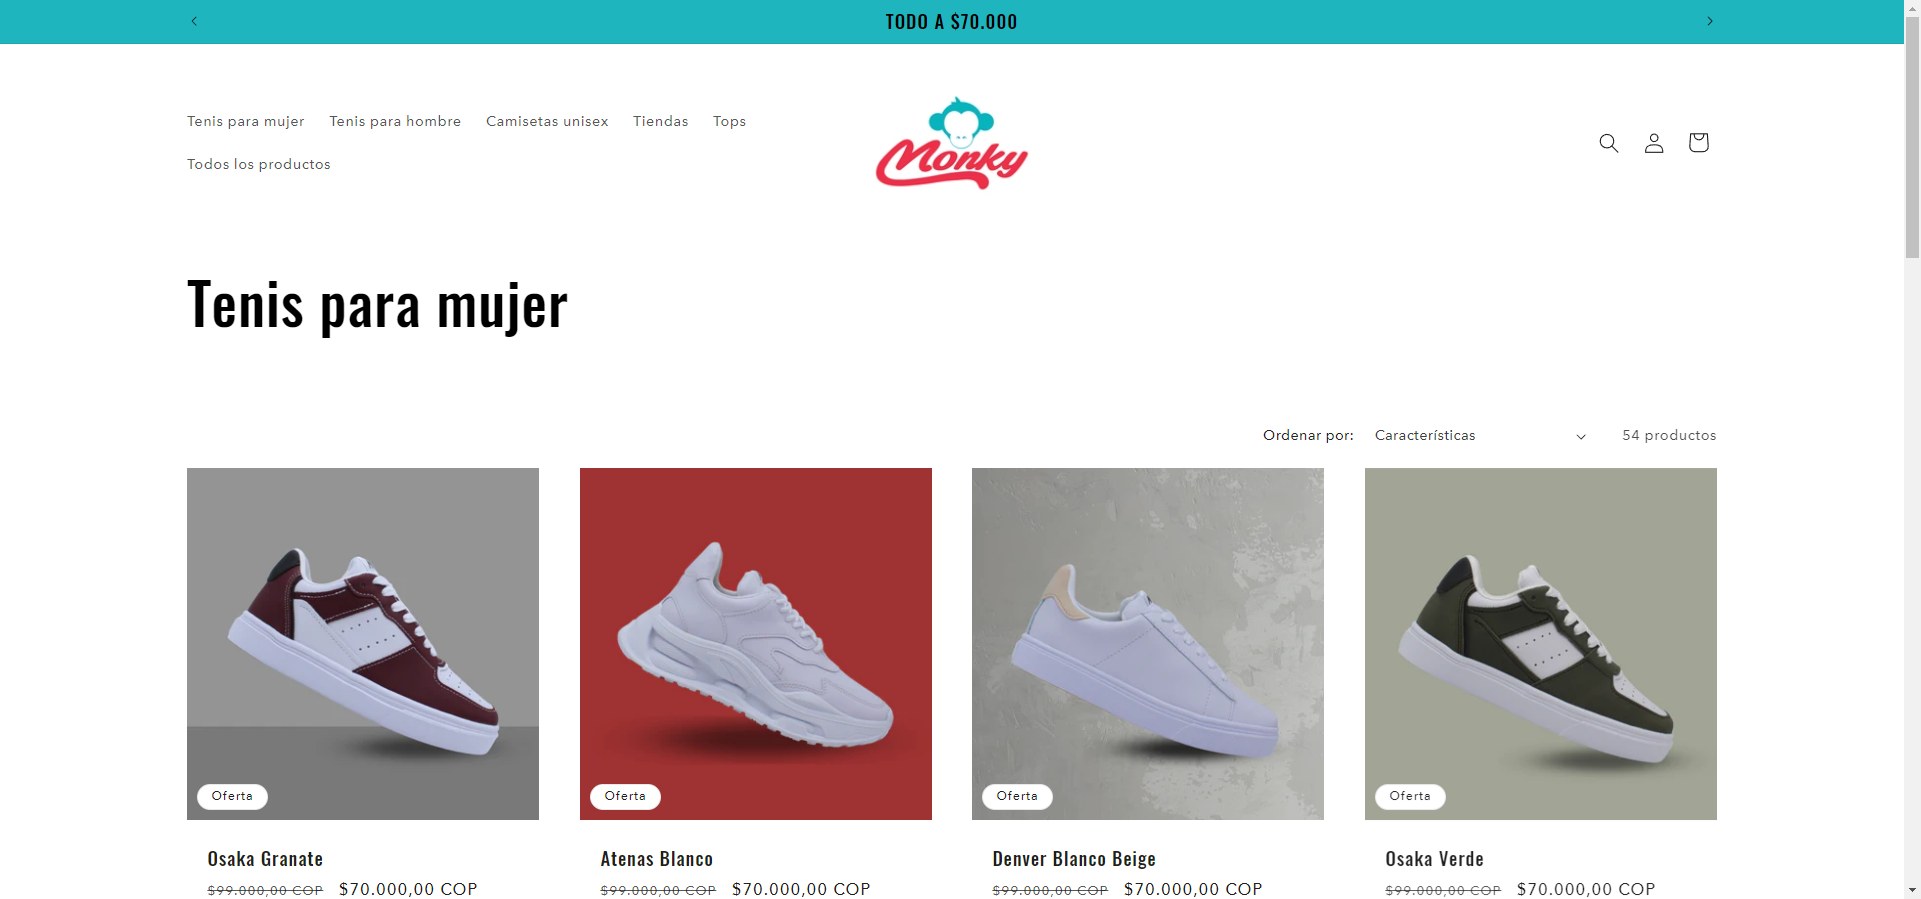 TODO A $70.000
Tenis para mujer Tenis para hombre Camisetas unisex Tiendas Tops
Todos los productos
Monky
Tenis para mujer
Ordenar por: Características 54 productos
Oferta Oferta Oferta Oferta
Osaka Granate Atenas Blanco Denver Blanco Beige Osaka Verde
$99.000,00 COP $70.000,00 COP $99.000,00 COP $70.000,00 COP $99.000,00 COP $70.000,00 COP $99.000,00 COP $70.000,00 COP